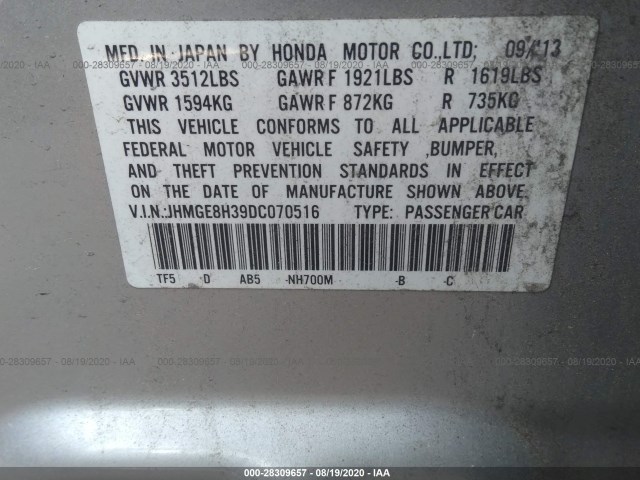 MFD. IN JAPAN BY HONDA MOTOR CO.,LTD: 09/13
GVWR 3512LBS GAWR F 1921LBS R 1619LBS
GVWR 1594KG GAWR F 872KG R 735KG
THIS VEHICLE CONFORMS TO ALL APPLICABLE
FEDERAL MOTOR VEHICLE SAFETY ,BUMPER,
AND THEFT PREVENTION STANDARDS IN EFFECT
ON THE DATE OF MANUFACTURE SHOWN ABOVE.
V.I.N.:JHMGE8H39DC070516 TYPE: PASSENGER CAR
TF5 -D AB5 -NH700M -B -C
000-28309657 - 08/19/2020 - IAA